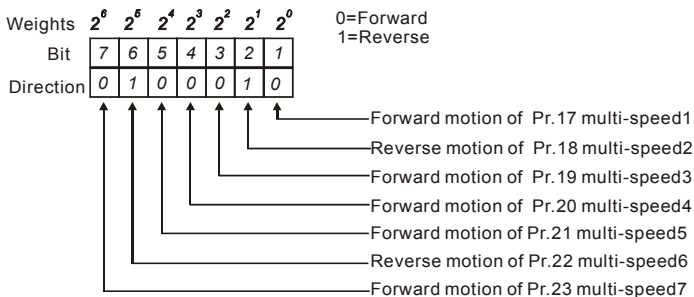 Weights 2^6 2^5 2^4 2^3 2^2 2^1 2^0 0=Forward
1=Reverse
Bit 7 6 5 4 3 2 1
Direction 0 1 0 0 0 1 0
Forward motion of Pr.17 multi-speed1
Reverse motion of Pr.18 multi-speed2
Forward motion of Pr.19 multi-speed3
Forward motion of Pr.20 multi-speed4
Forward motion of Pr.21 multi-speed5
Reverse motion of Pr.22 multi-speed6
Forward motion of Pr.23 multi-speed7